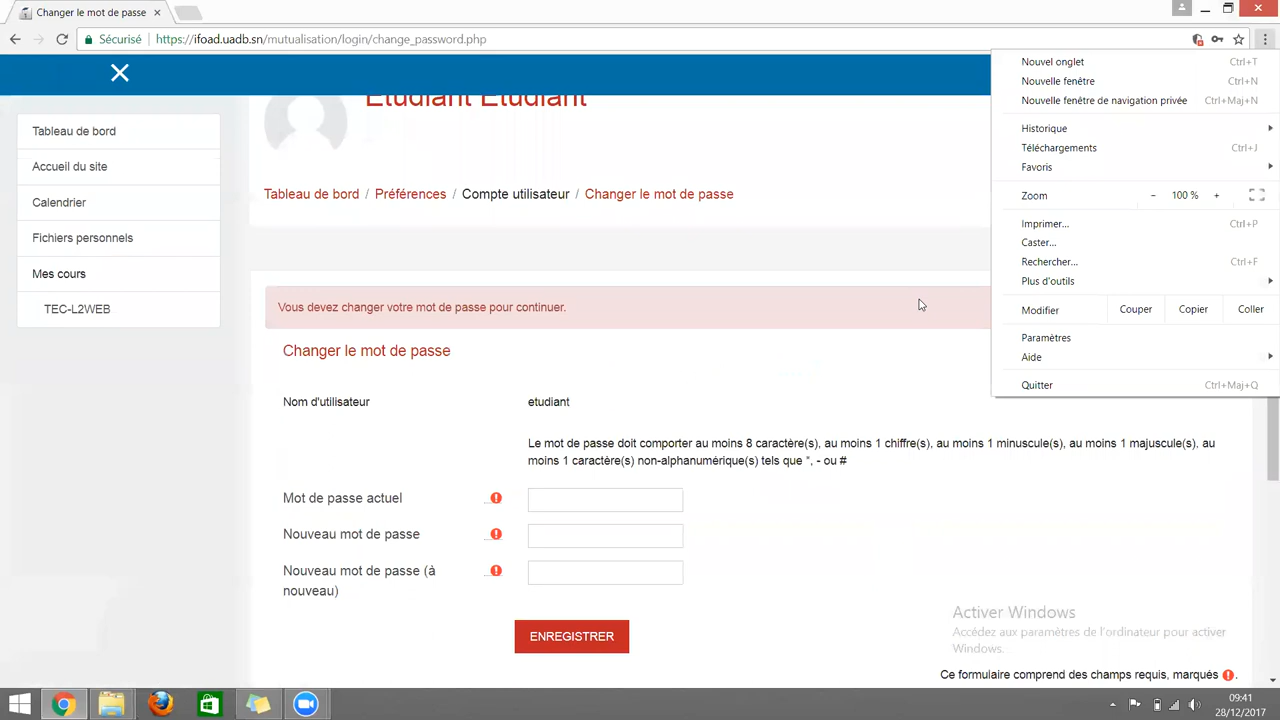 Changer le mot de passe
Sécurisé https://ifoad.uadb.sn/mutualisation/login/change_password.php
Nouvel onglet Ctrl+T
Nouvelle fenêtre Ctrl+N
Nouvelle fenêtre de navigation privée Ctrl+Maj+N
Historique
Téléchargements Ctrl+J
Favoris
Zoom − 100 % +
Imprimer... Ctrl+P
Caster...
Rechercher... Ctrl+F
Plus d'outils
Modifier Couper Copier Coller
Paramètres
Aide
Quitter Ctrl+Maj+Q
Etudiant Etudiant
Tableau de bord
Accueil du site
Calendrier
Fichiers personnels
Mes cours
TEC-L2WEB
Tableau de bord / Préférences / Compte utilisateur / Changer le mot de passe
Vous devez changer votre mot de passe pour continuer.
Changer le mot de passe
Nom d'utilisateur etudiant
Le mot de passe doit comporter au moins 8 caractère(s), au moins 1 chiffre(s), au moins 1 minuscule(s), au moins 1 majuscule(s). au
moins 1 caractère(s) non-alphanumérique(s) tels que *, - ou #
Mot de passe actuel
Nouveau mot de passe
Nouveau mot de passe (à
nouveau)
ENREGISTRER
Activer Windows
Accédez aux paramètres de l'ordinateur pour activer
Windows.
Ce formulaire comprend des champs requis, marqués .
09:41
28/12/2017